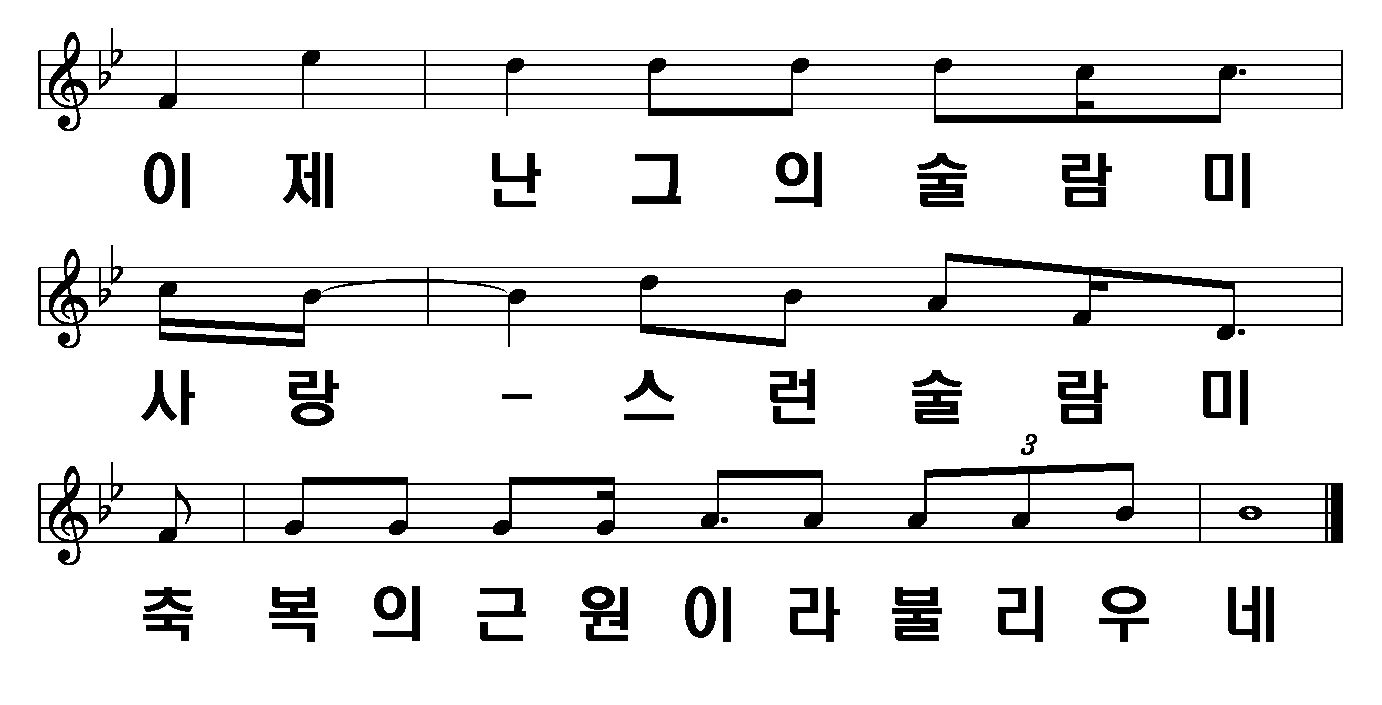 이 제 난 그 의 술 람 미
사 랑 - 스 런 술 람 미
3
축 복 의 근 원 이 라 불 리 우 네